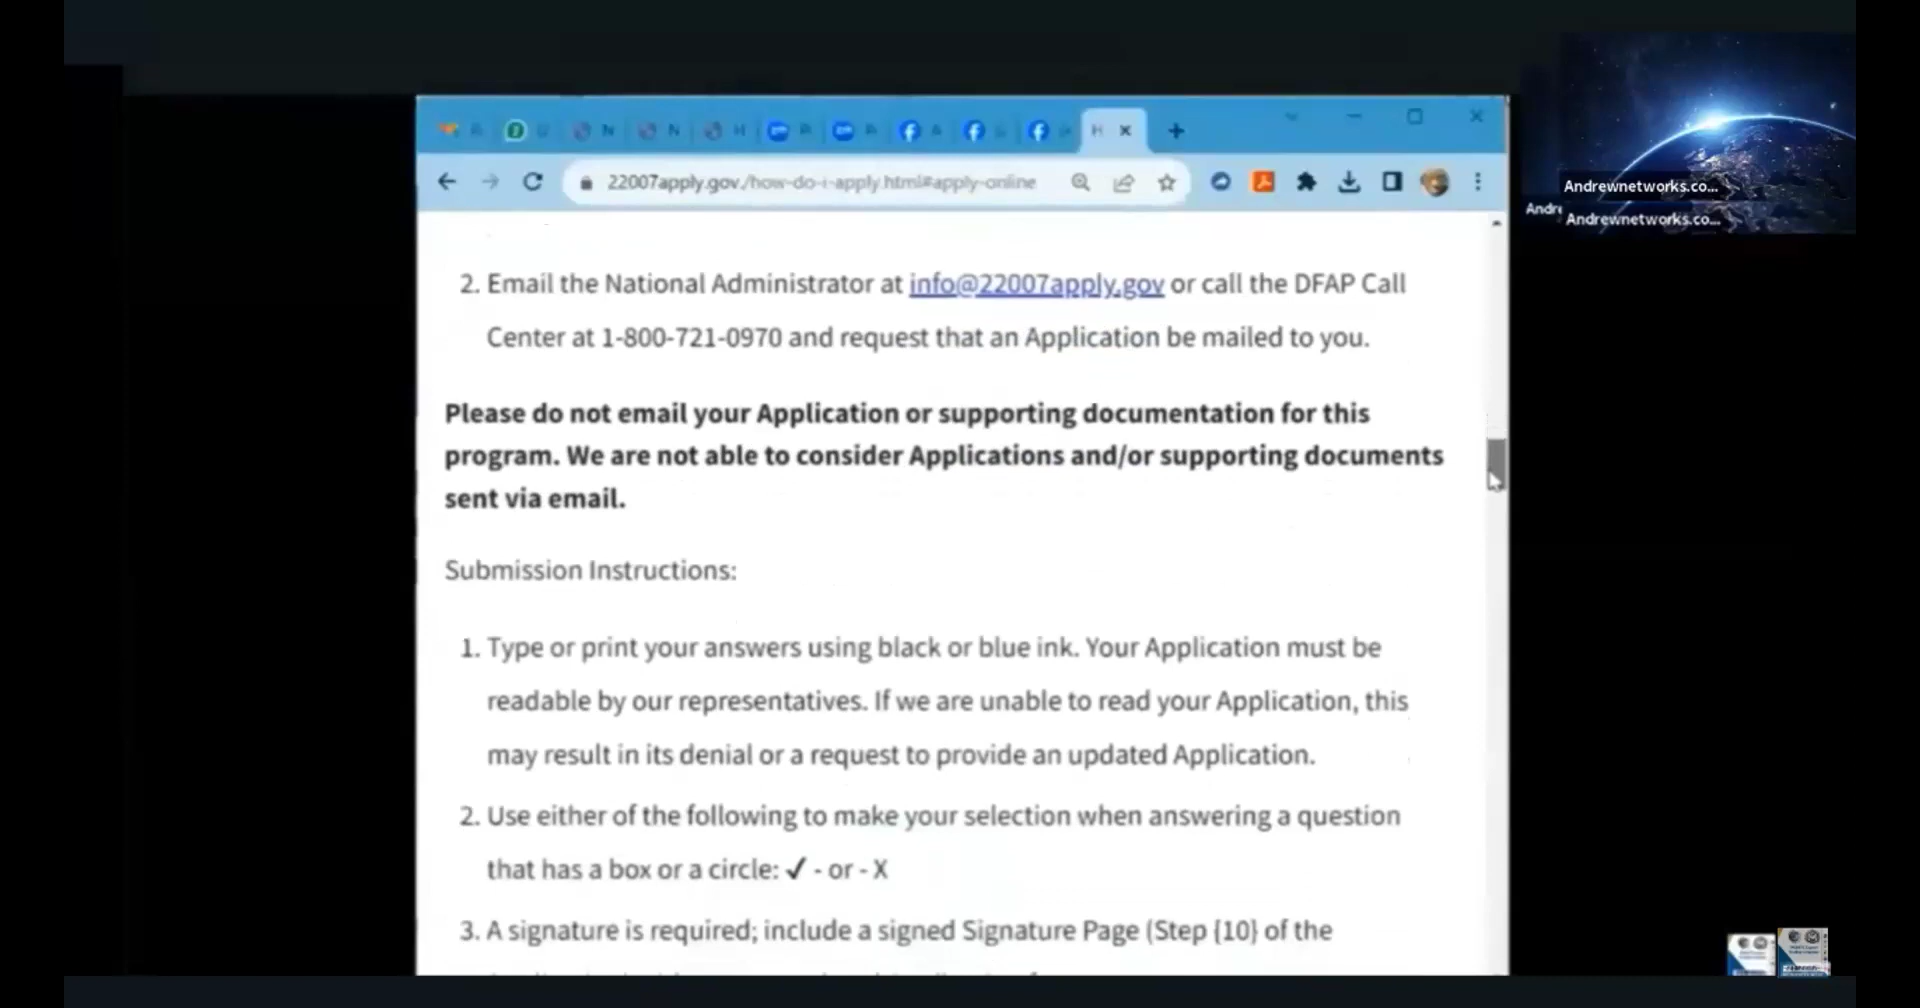 22007apply.gov./how-do-i-apply.html#apply-online
Andrewnetworks.co...
Andre
Andrewnetworks.co...
2. Email the National Administrator at info@22007apply.gov or call the DFAP Call
Center at 1-800-721-0970 and request that an Application be mailed to you.
Please do not email your Application or supporting documentation for this
program. We are not able to consider Applications and/or supporting documents
sent via email.
Submission Instructions:
1. Type or print your answers using black or blue ink. Your Application must be
readable by our representatives. If we are unable to read your Application, this
may result in its denial or a request to provide an updated Application.
2. Use either of the following to make your selection when answering a question
that has a box or a circle: ✓ - or - X
3. A signature is required; include a signed Signature Page (Step {10} of the